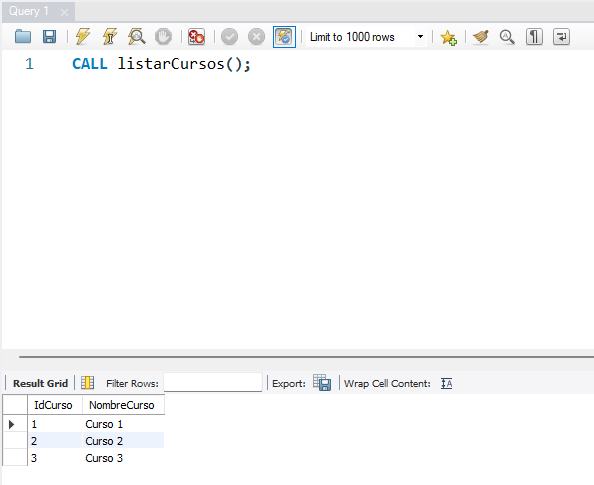 Query 1
Limit to 1000 rows
1 CALL listarCursos();
Result Grid Filter Rows: Export: Wrap Cell Content: IA
IdCurso NombreCurso
1 Curso 1
2 Curso 2
3 Curso 3